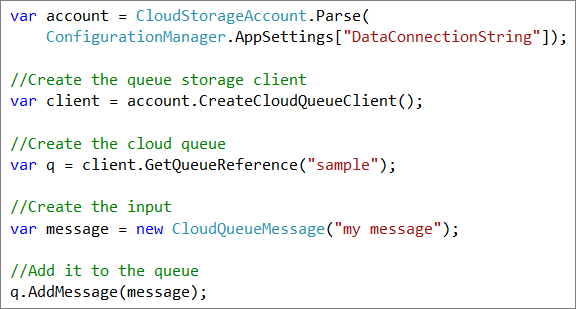 var account = CloudStorageAccount.Parse(
    ConfigurationManager.AppSettings["DataConnectionString"]);

//Create the queue storage client
var client = account.CreateCloudQueueClient();

//Create the cloud queue
var q = client.GetQueueReference("sample");

//Create the input
var message = new CloudQueueMessage("my message");

//Add it to the queue
q.AddMessage(message);